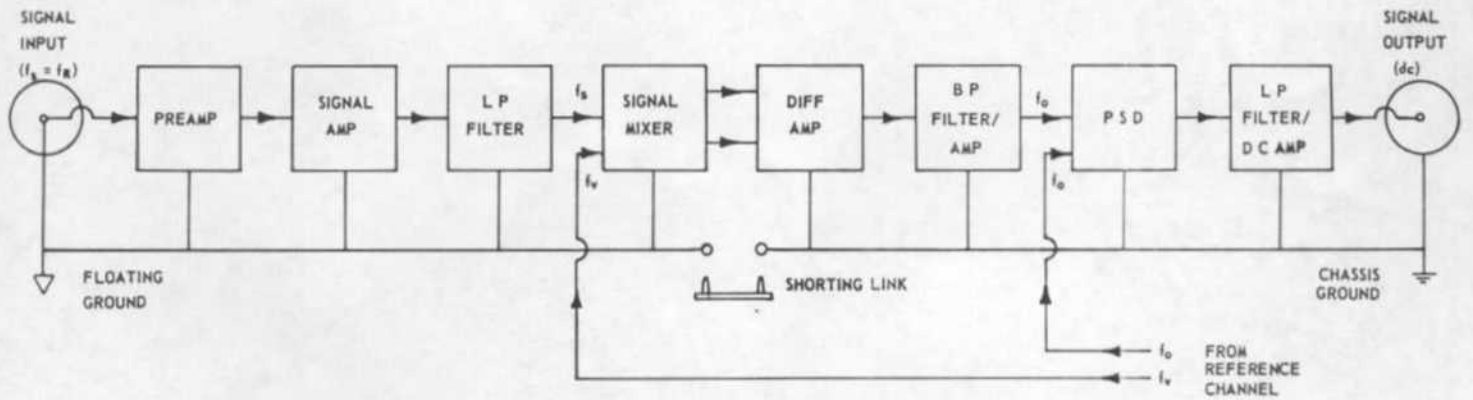 SIGNAL
INPUT
(fs = fR)
PREAMP
SIGNAL
AMP
L P
FILTER
fs
fv
SIGNAL
MIXER
DIFF
AMP
B P
FILTER/
AMP
fo
fo
P S D
L P
FILTER/
D C AMP
SIGNAL
OUTPUT
(dc)
FLOATING
GROUND
SHORTING LINK
CHASSIS
GROUND
fo FROM
fv REFERENCE
CHANNEL